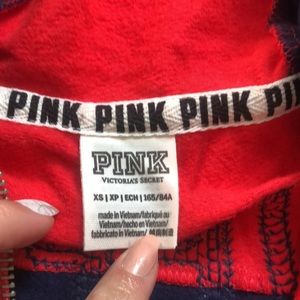 PINK PINK PINK PINK
PINK
VICTORIA'S SECRET
XS | XP | ECH | 165/84A
made in Vietnam/fabriqué au
Vietnam/hecho en Vietnam/
fabbricato in Vietnam/